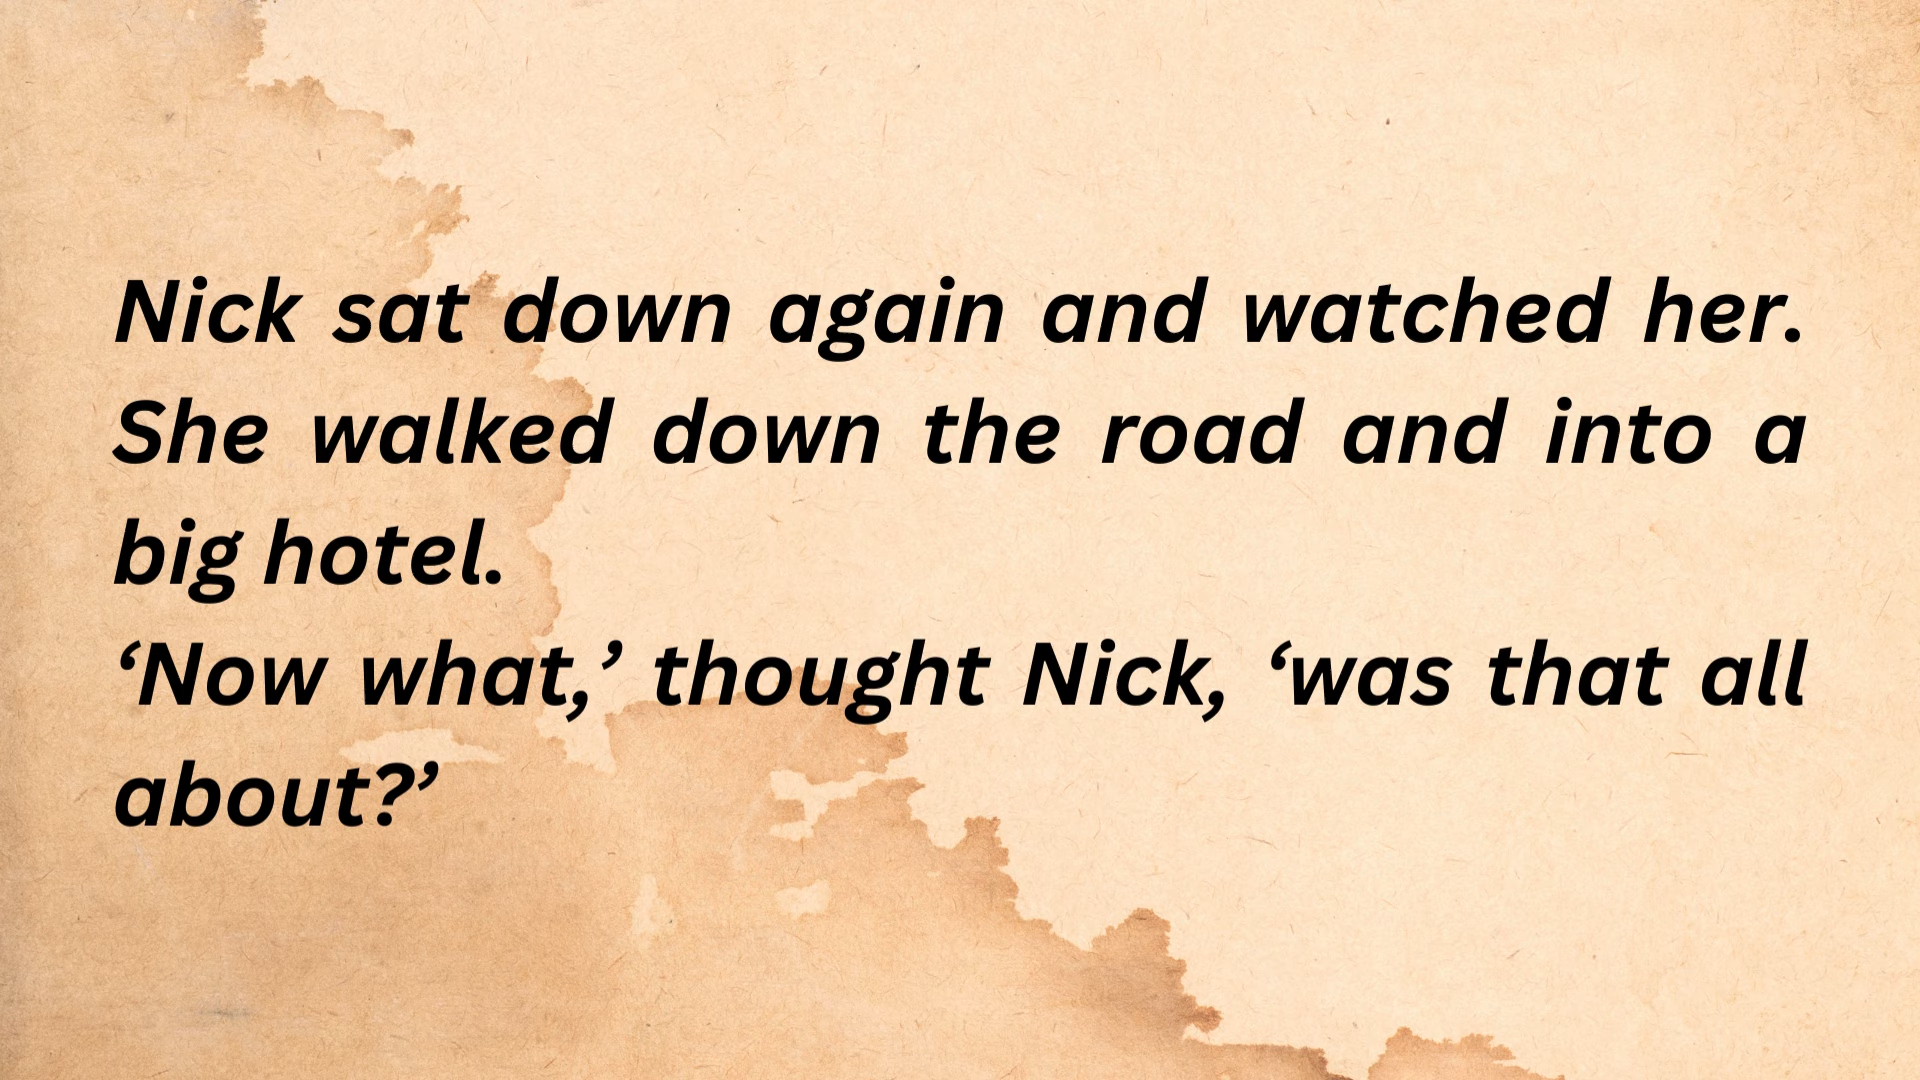 Nick sat down again and watched her.
She walked down the road and into a
big hotel.
‘Now what,’ thought Nick, ‘was that all
about?’